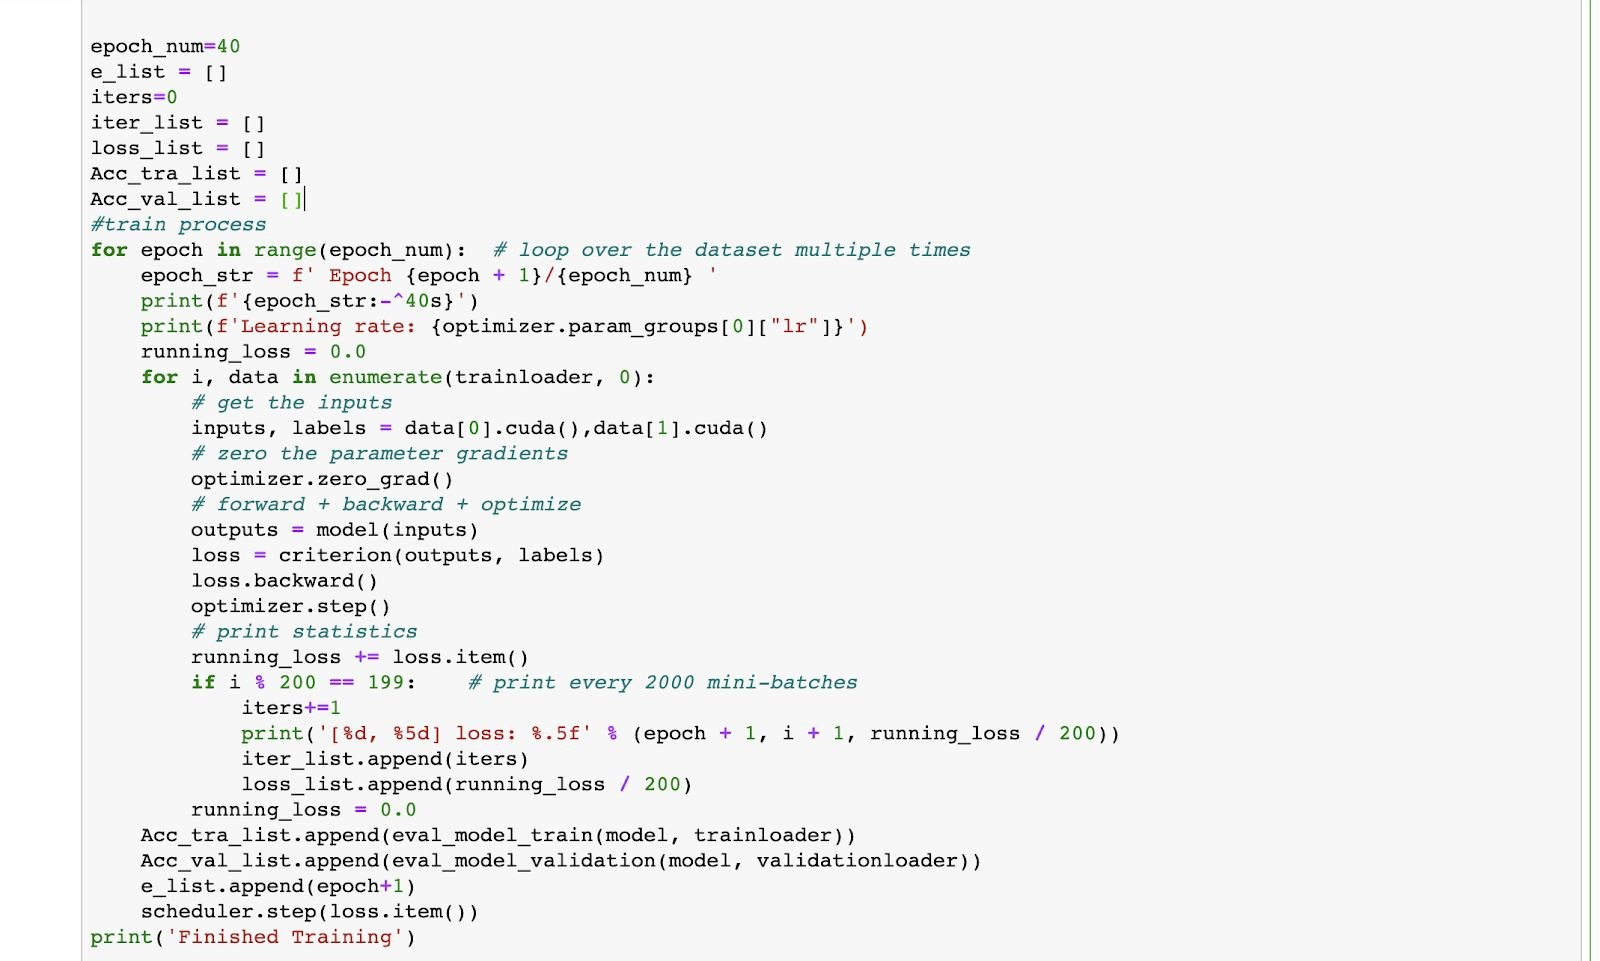 epoch_num=40
e_list = []
iters=0
iter_list = []
loss_list = []
Acc_tra_list = []
Acc_val_list = []
#train process
for epoch in range(epoch_num):  # loop over the dataset multiple times
    epoch_str = f' Epoch {epoch + 1}/{epoch_num} '
    print(f'{epoch_str:-^40s}')
    print(f'Learning rate: {optimizer.param_groups[0]["lr"]}')
    running_loss = 0.0
    for i, data in enumerate(trainloader, 0):
        # get the inputs
        inputs, labels = data[0].cuda(),data[1].cuda()
        # zero the parameter gradients
        optimizer.zero_grad()
        # forward + backward + optimize
        outputs = model(inputs)
        loss = criterion(outputs, labels)
        loss.backward()
        optimizer.step()
        # print statistics
        running_loss += loss.item()
        if i % 200 == 199:    # print every 2000 mini-batches
            iters+=1
            print('[%d, %5d] loss: %.5f' % (epoch + 1, i + 1, running_loss / 200))
            iter_list.append(iters)
            loss_list.append(running_loss / 200)
        running_loss = 0.0
    Acc_tra_list.append(eval_model_train(model, trainloader))
    Acc_val_list.append(eval_model_validation(model, validationloader))
    e_list.append(epoch+1)
    scheduler.step(loss.item())
print('Finished Training')